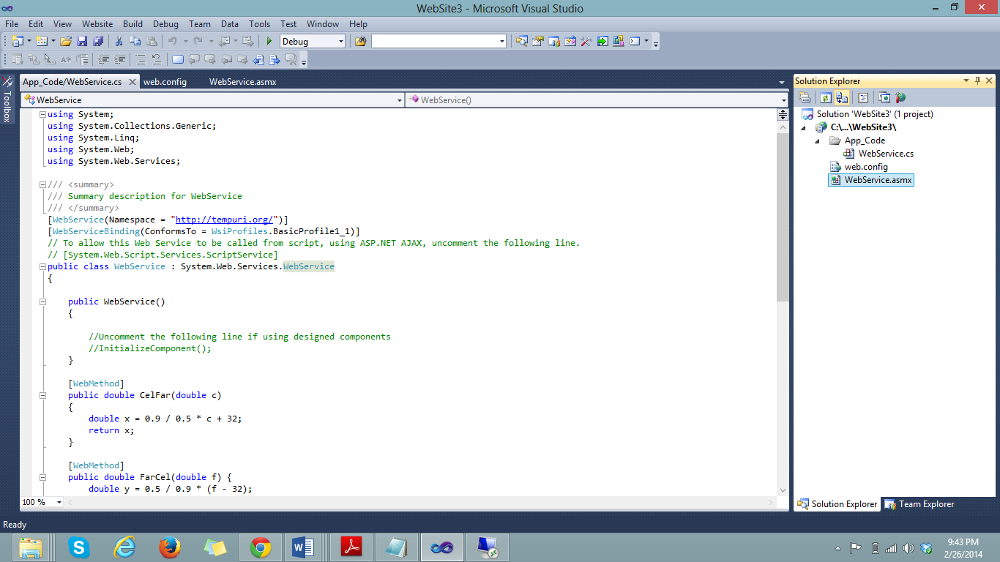 WebSite3 - Microsoft Visual Studio
File Edit View Website Build Debug Team Data Tools Test Window Help
Debug
App_Code/WebService.cs web.config WebService.asmx
WebService WebService()
Toolbox
using System;
using System.Collections.Generic;
using System.Linq;
using System.Web;
using System.Web.Services;
/// <summary>
/// Summary description for WebService
/// </summary>
[WebService(Namespace = "http://tempuri.org/")]
[WebServiceBinding(ConformsTo = WsiProfiles.BasicProfile1_1)]
// To allow this Web Service to be called from script, using ASP.NET AJAX, uncomment the following line.
// [System.Web.Script.Services.ScriptService]
public class WebService : System.Web.Services.WebService
{
public WebService()
{
//Uncomment the following line if using designed components
//InitializeComponent();
}
[WebMethod]
public double CelFar(double c)
{
double x = 0.9 / 0.5 * c + 32;
return x;
}
[WebMethod]
public double FarCel(double f) {
double y = 0.5 / 0.9 * (f - 32);
100 %
Solution Explorer
Solution 'WebSite3' (1 project)
C:\...\WebSite3\
App_Code
WebService.cs
web.config
WebService.asmx
Solution Explorer Team Explorer
Ready
9:43 PM
2/26/2014